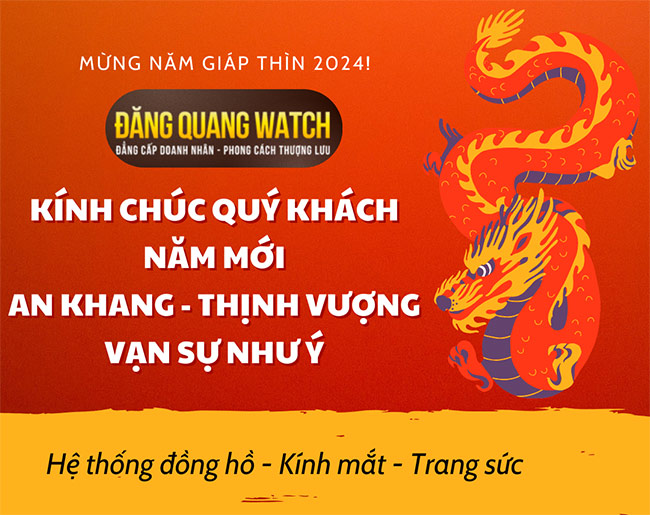 MỪNG NĂM GIÁP THÌN 2024!
ĐĂNG QUANG WATCH
ĐẲNG CẤP DOANH NHÂN - PHONG CÁCH THƯỢNG LƯU
KÍNH CHÚC QUÝ KHÁCH
NĂM MỚI
AN KHANG - THỊNH VƯỢNG
VẠN SỰ NHƯ Ý
Hệ thống đồng hồ - Kính mắt - Trang sức